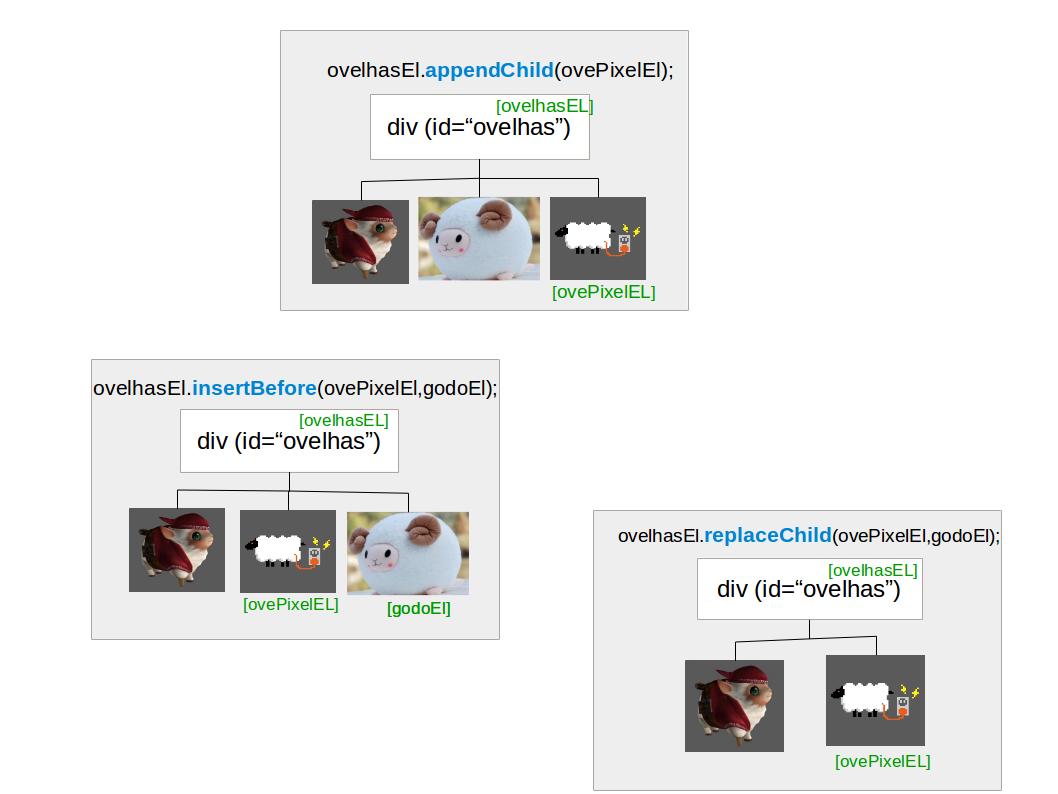 ovelhasEl.appendChild(ovePixelEl);
[ovelhasEL]
div (id=“ovelhas”)
[ovePixelEL]
ovelhasEl.insertBefore(ovePixelEl,godoEl);
[ovelhasEL]
div (id=“ovelhas”)
[ovePixelEL]
[godoEl]
ovelhasEl.replaceChild(ovePixelEl,godoEl);
[ovelhasEL]
div (id=“ovelhas”)
[ovePixelEL]